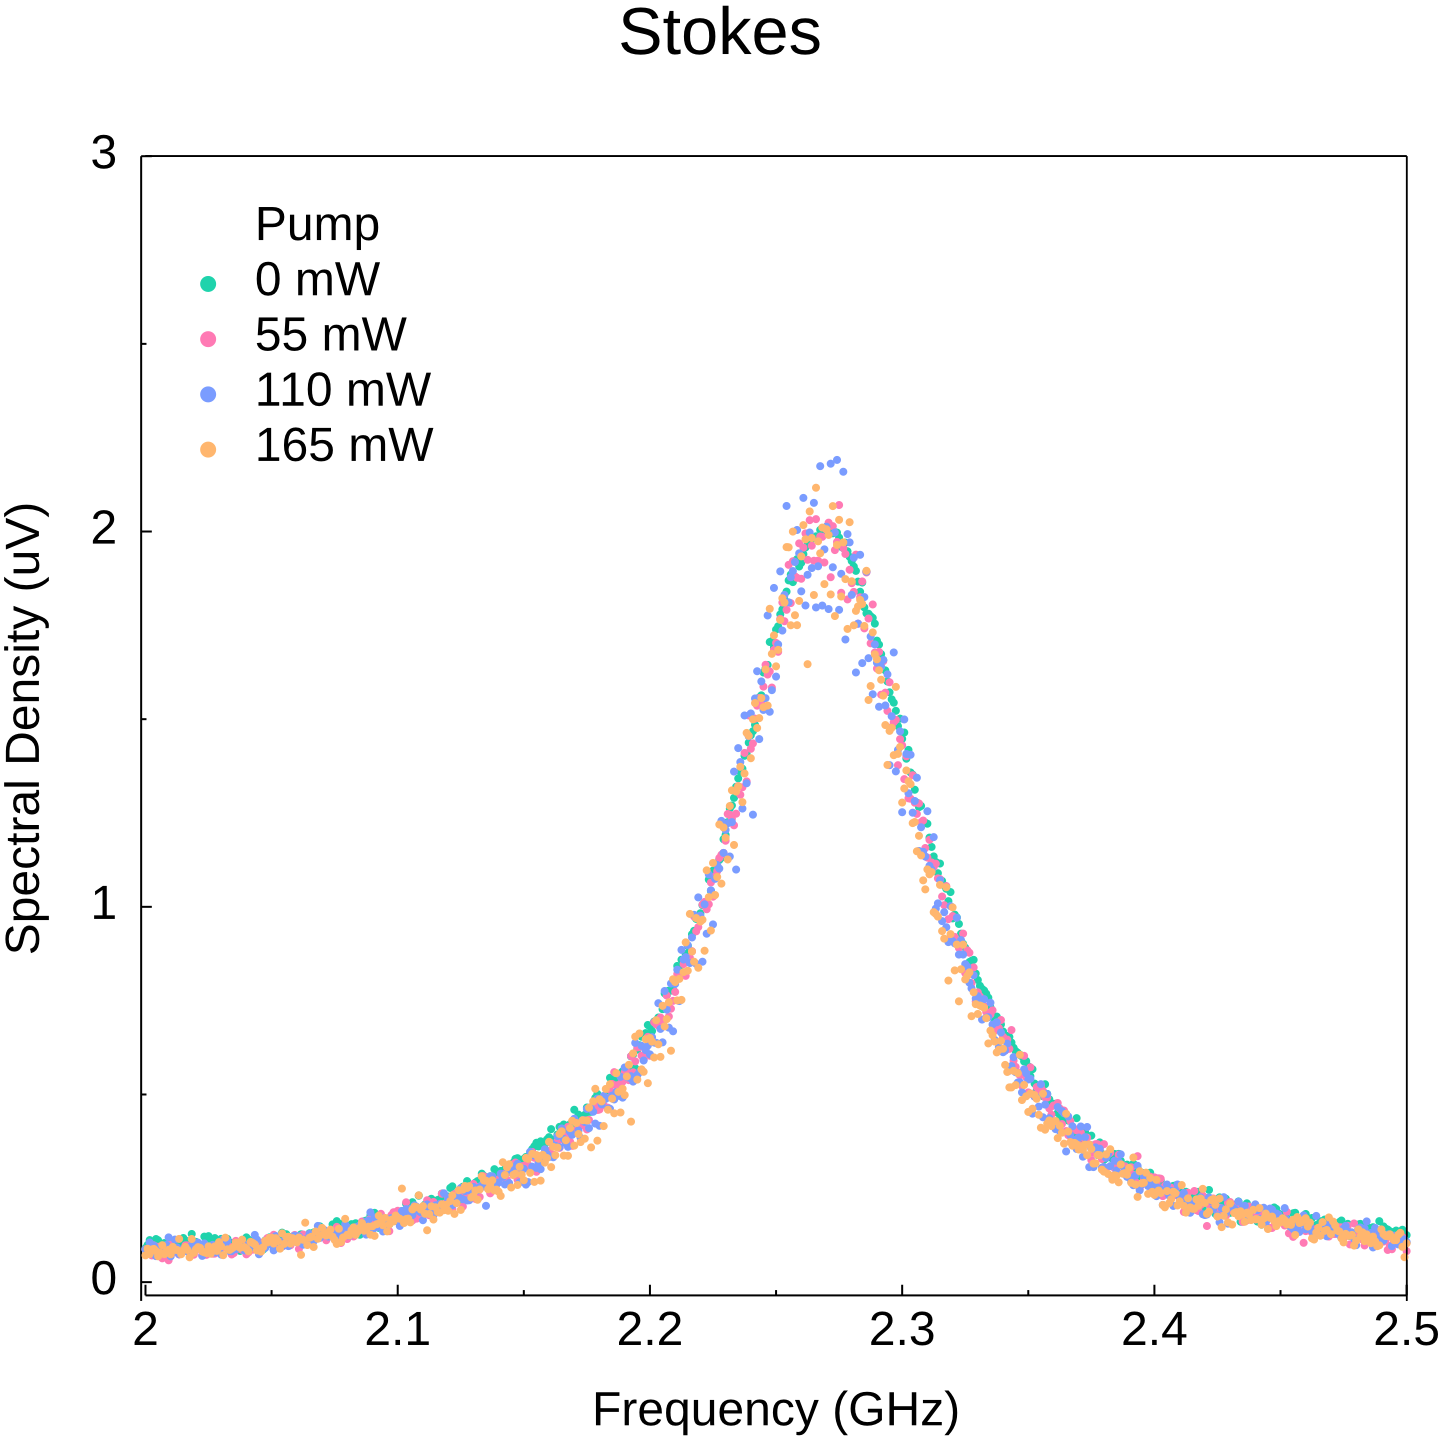 Stokes
3
Pump
0 mW
55 mW
110 mW
165 mW
2
1
0
Spectral Density (uV)
2 2.1 2.2 2.3 2.4 2.5
Frequency (GHz)